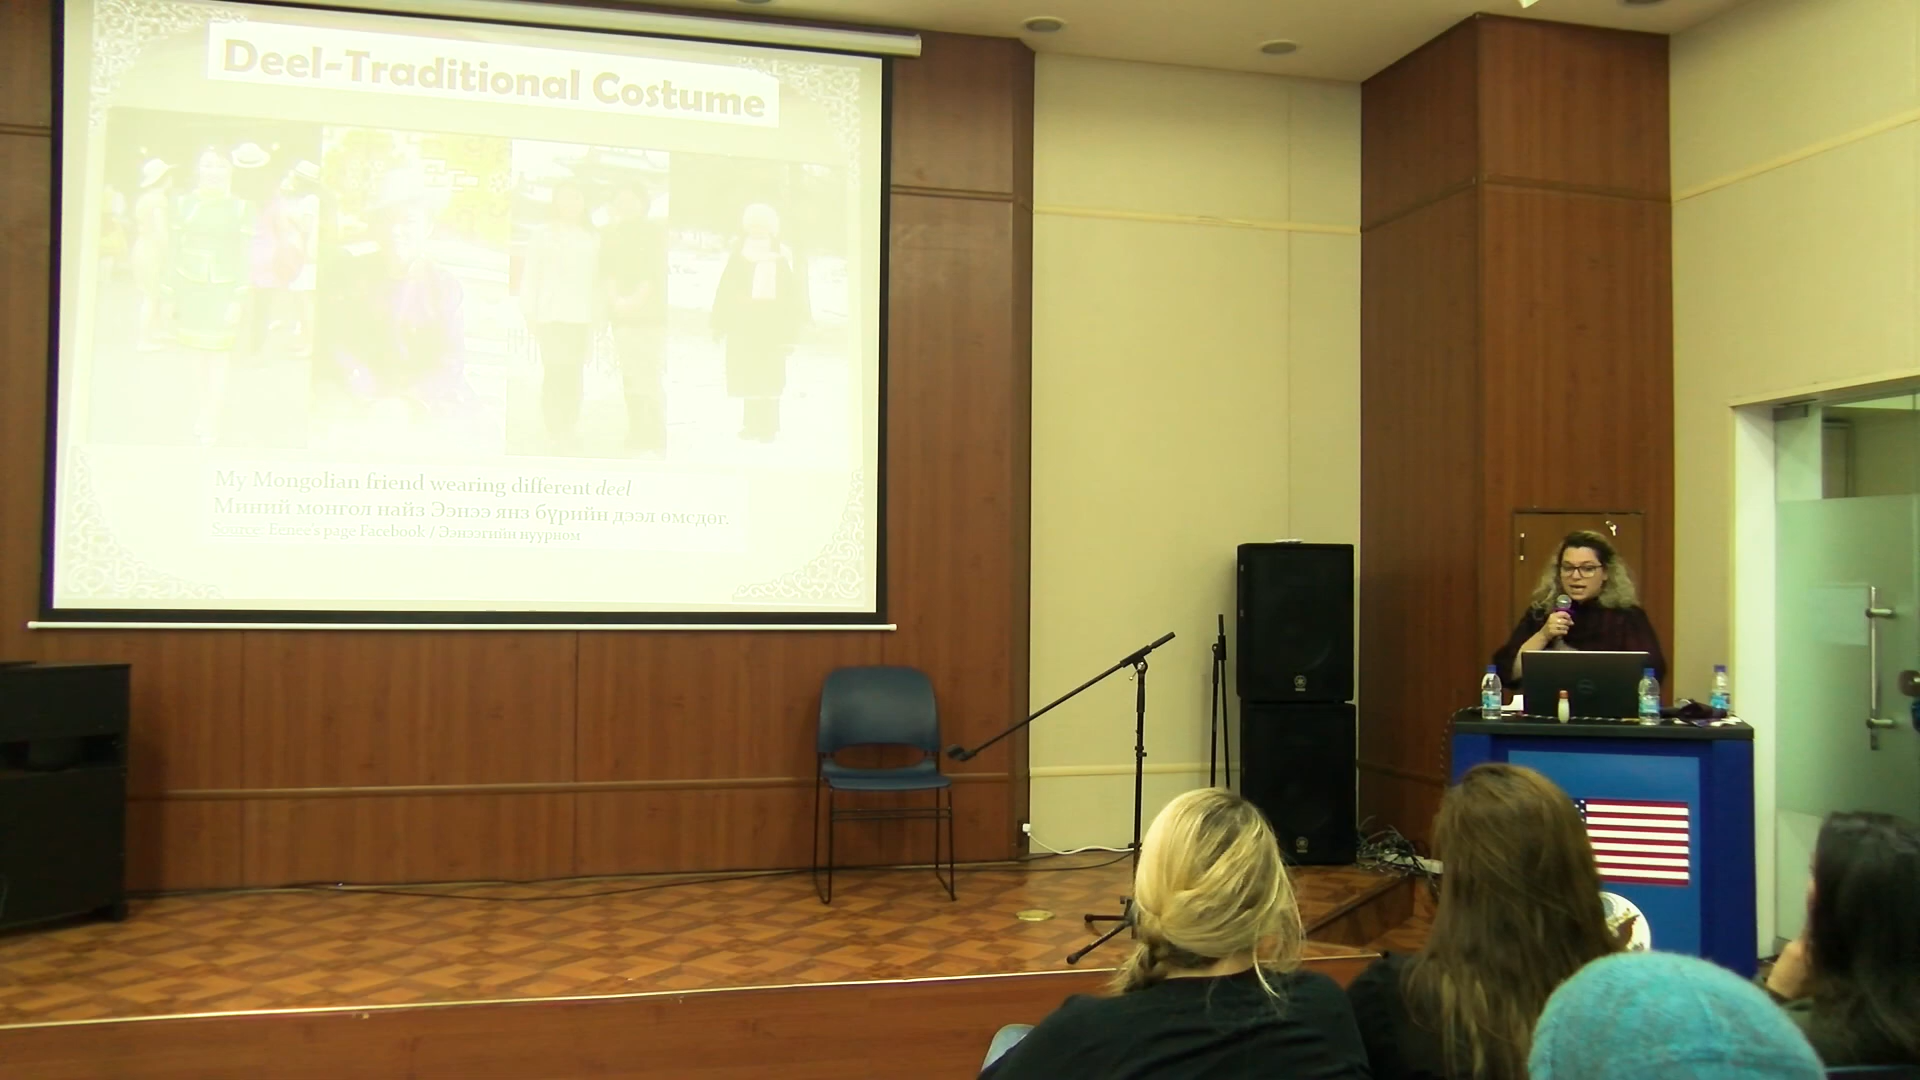 Deel-Traditional Costume
My Mongolian friend wearing different deel
Миний монгол найз Ээнээ янз бүрийн дээл өмсдөг.
Source: Eenee's page Facebook / Ээнээгийн нүүрном